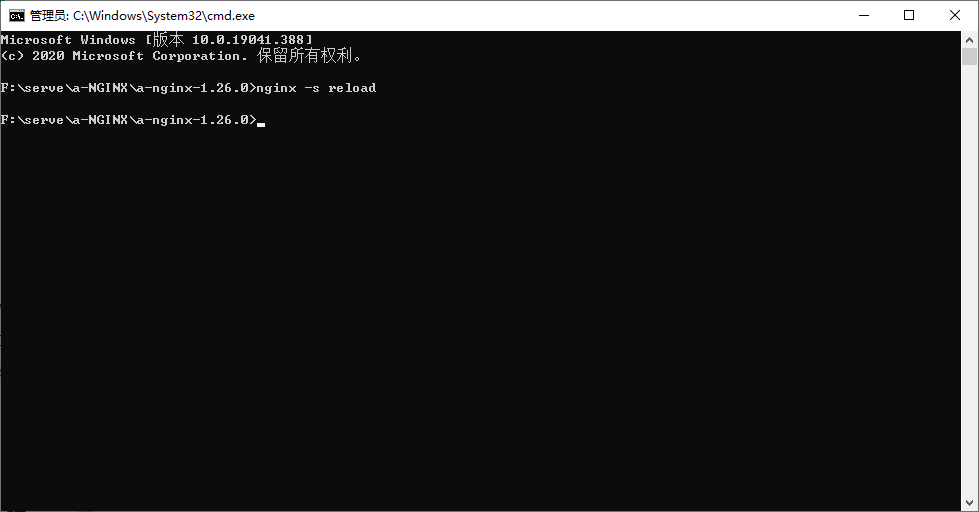 管理员: C:\Windows\System32\cmd.exe
Microsoft Windows [版本 10.0.19041.388]
(c) 2020 Microsoft Corporation. 保留所有权利。
F:\serve\a-NGINX\a-nginx-1.26.0>nginx -s reload
F:\serve\a-NGINX\a-nginx-1.26.0>